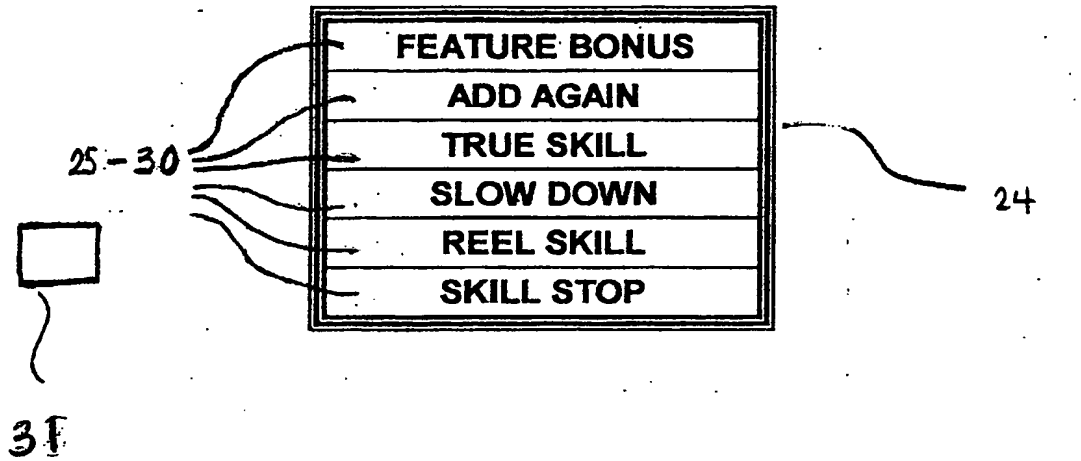 FEATURE BONUS
ADD AGAIN
TRUE SKILL
25-30
SLOW DOWN
24
REEL SKILL
SKILL STOP
31